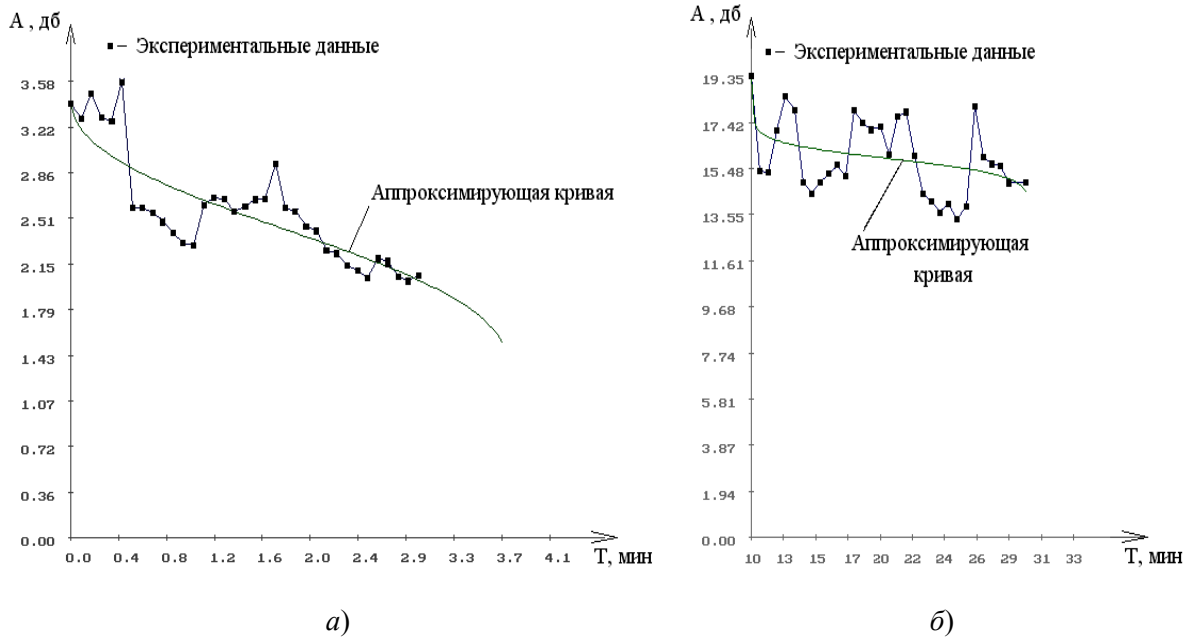 А , дб
– Экспериментальные данные
3.58
3.22
2.86
2.51
2.15
1.79
1.43
1.07
0.72
0.36
0.00
Аппроксимирующая кривая
0.0 0.4 0.8 1.2 1.6 2.0 2.4 2.9 3.3 3.7 4.1
Т, мин
а)
А , дб
– Экспериментальные данные
19.35
17.42
15.48
13.55
11.61
9.68
7.74
5.81
3.87
1.94
0.00
Аппроксимирующая
кривая
10 13 15 17 20 22 24 26 29 31 33
Т, мин
б)